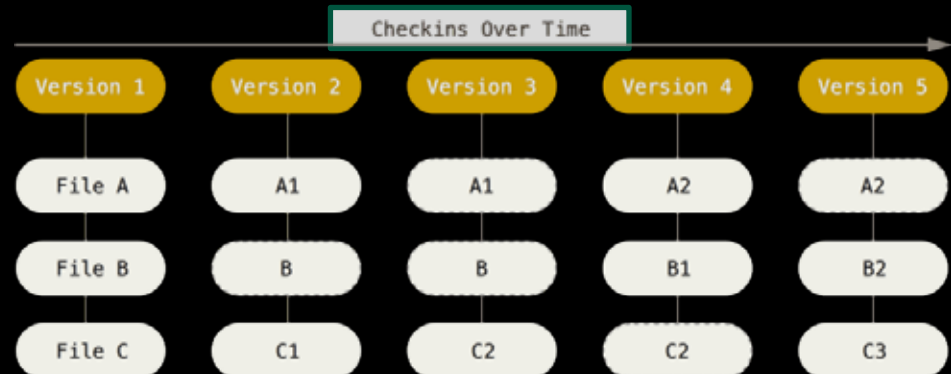 Checkins Over Time
Version 1 Version 2 Version 3 Version 4 Version 5
File A A1 A1 A2 A2
File B B B B1 B2
File C C1 C2 C2 C3